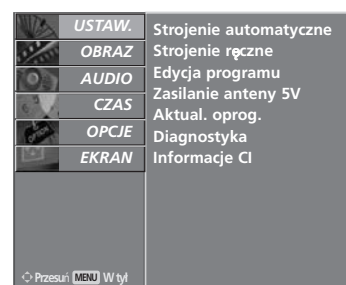 USTAW.
OBRAZ
AUDIO
CZAS
OPCJE
EKRAN
Strojenie automatyczne
Strojenie ręczne
Edycja programu
Zasilanie anteny 5V
Aktual. oprog.
Diagnostyka
Informacje CI
Przesuń MENU W tył